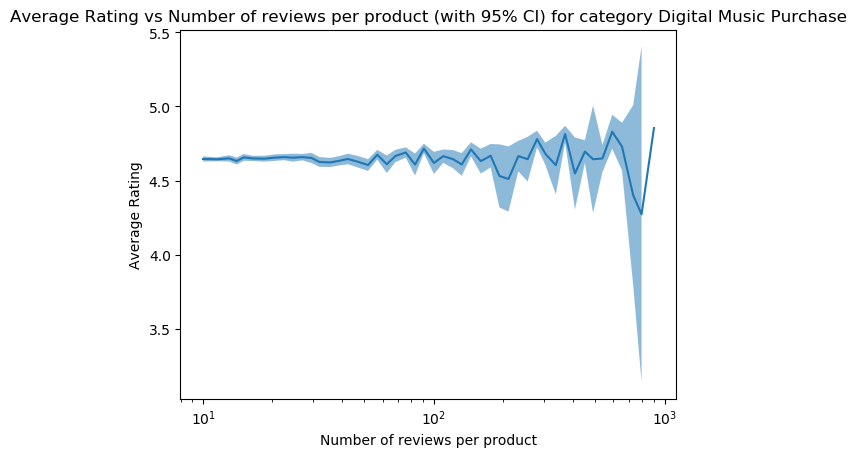 Average Rating vs Number of reviews per product (with 95% CI) for category Digital Music Purchase
5.5
5.0
4.5
4.0
3.5
Average Rating
10¹
10²
10³
Number of reviews per product